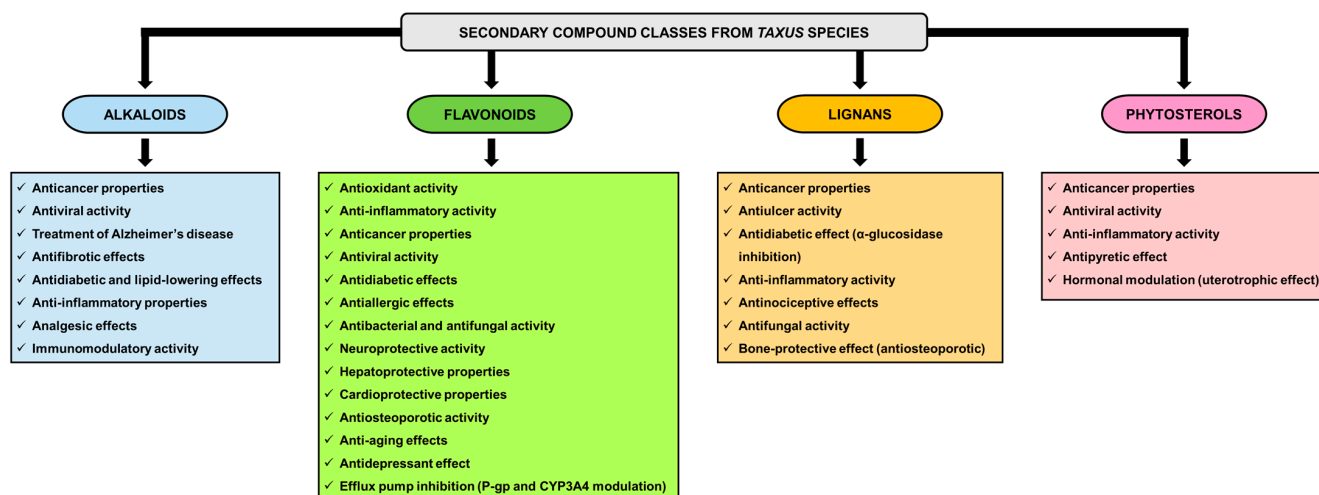 SECONDARY COMPOUND CLASSES FROM TAXUS SPECIES
ALKALOIDS
✓ Anticancer properties
✓ Antiviral activity
✓ Treatment of Alzheimer's disease
✓ Antifibrotic effects
✓ Antidiabetic and lipid-lowering effects
✓ Anti-inflammatory properties
✓ Analgesic effects
✓ Immunomodulatory activity
FLAVONOIDS
✓ Antioxidant activity
✓ Anti-inflammatory activity
✓ Anticancer properties
✓ Antiviral activity
✓ Antidiabetic effects
✓ Antiallergic effects
✓ Antibacterial and antifungal activity
✓ Neuroprotective activity
✓ Hepatoprotective properties
✓ Cardioprotective properties
✓ Antiosteoporotic activity
✓ Anti-aging effects
✓ Antidepressant effect
✓ Efflux pump inhibition (P-gp and CYP3A4 modulation)
LIGNANS
✓ Anticancer properties
✓ Antiulcer activity
✓ Antidiabetic effect (α-glucosidase
inhibition)
✓ Anti-inflammatory activity
✓ Antinociceptive effects
✓ Antifungal activity
✓ Bone-protective effect (antiosteoporotic)
PHYTOSTEROLS
✓ Anticancer properties
✓ Antiviral activity
✓ Anti-inflammatory activity
✓ Antipyretic effect
✓ Hormonal modulation (uterotrophic effect)